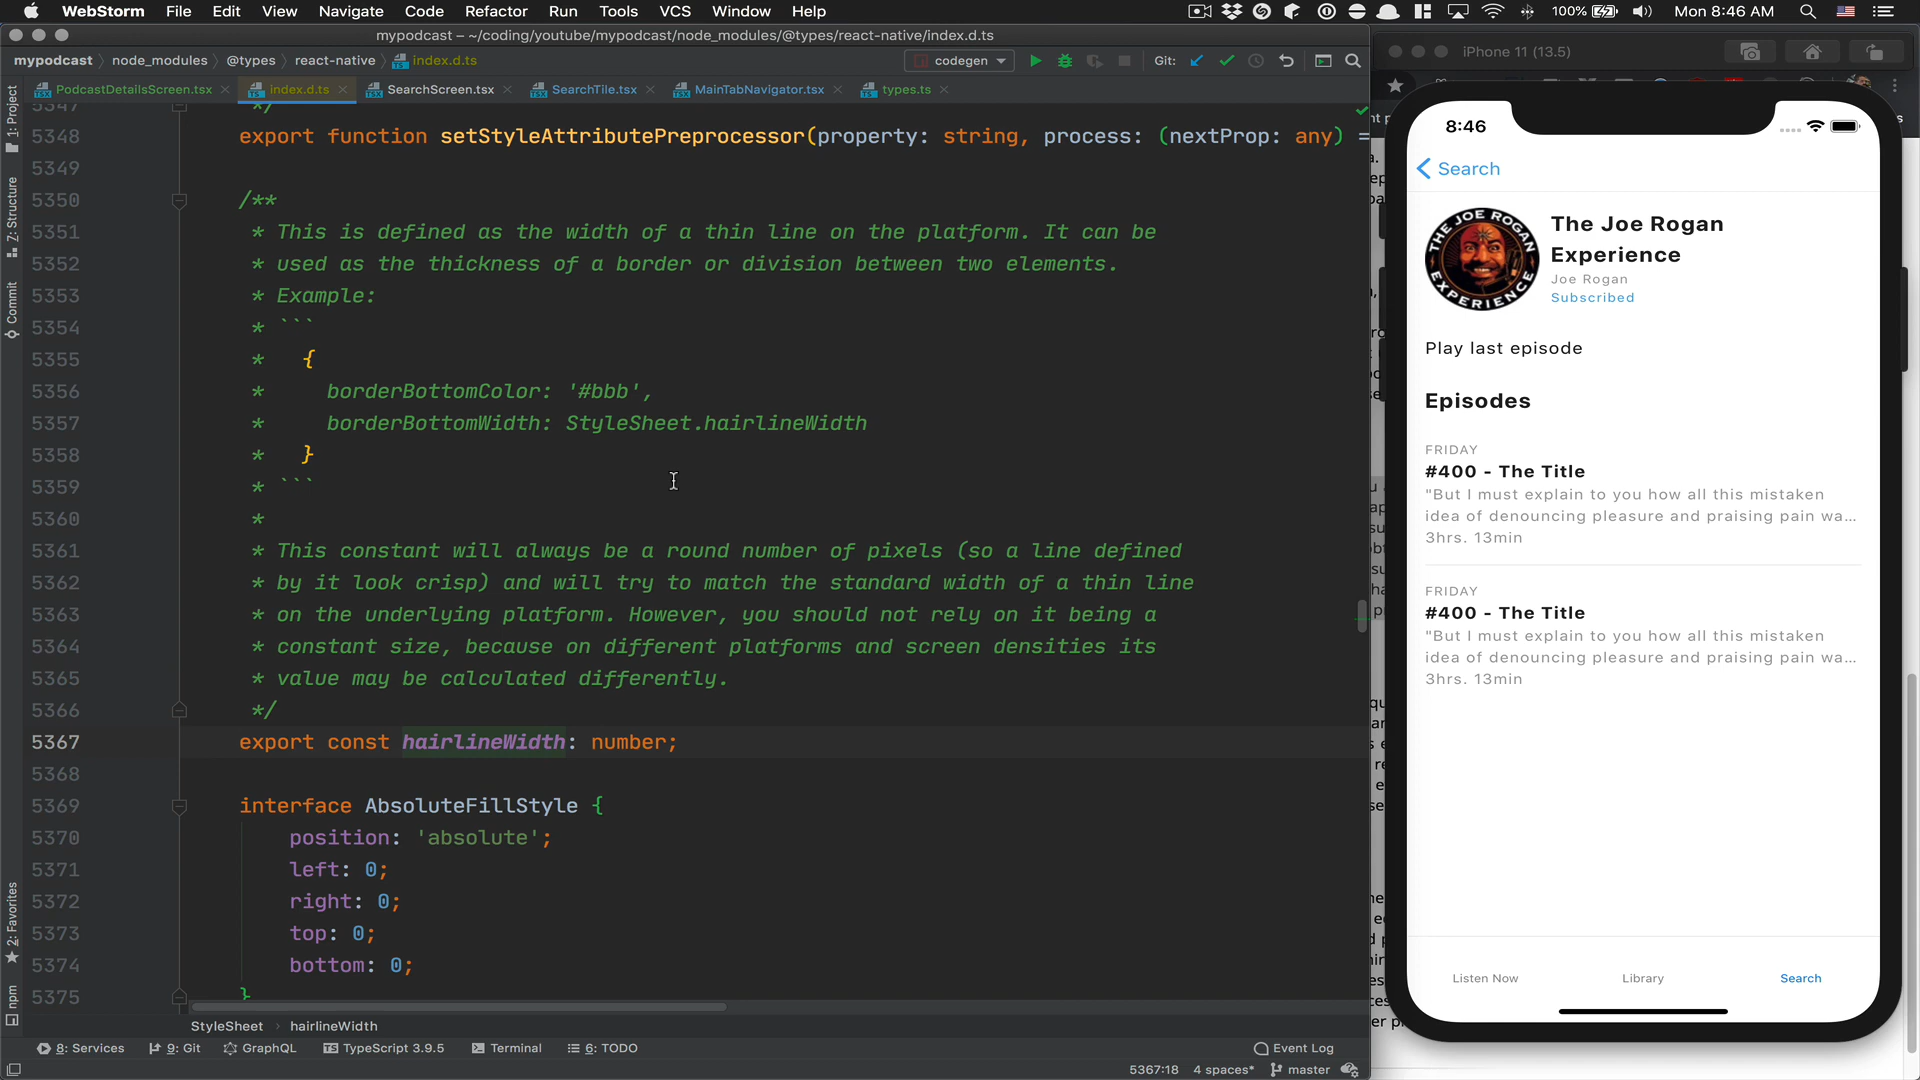 WebStorm File Edit View Navigate Code Refactor Run Tools VCS Window Help 100% Mon 8:46 AM
mypodcast – ~/coding/youtube/mypodcast/node_modules/@types/react-native/index.d.ts
mypodcast › node_modules › @types › react-native › index.d.ts codegen Git:
PodcastDetailsScreen.tsx index.d.ts SearchScreen.tsx SearchTile.tsx MainTabNavigator.tsx types.ts
1: Project
7: Structure
Commit
2: Favorites
npm
5347 */
5348 export function setStyleAttributePreprocessor(property: string, process: (nextProp: any) =
5349
5350 /**
5351 * This is defined as the width of a thin line on the platform. It can be
5352 * used as the thickness of a border or division between two elements.
5353 * Example:
5354 * ```
5355 * {
5356 * borderBottomColor: '#bbb',
5357 * borderBottomWidth: StyleSheet.hairlineWidth
5358 * }
5359 * ```
5360 *
5361 * This constant will always be a round number of pixels (so a line defined
5362 * by it look crisp) and will try to match the standard width of a thin line
5363 * on the underlying platform. However, you should not rely on it being a
5364 * constant size, because on different platforms and screen densities its
5365 * value may be calculated differently.
5366 */
5367 export const hairlineWidth: number;
5368
5369 interface AbsoluteFillStyle {
5370 position: 'absolute';
5371 left: 0;
5372 right: 0;
5373 top: 0;
5374 bottom: 0;
5375 }
StyleSheet › hairlineWidth
8: Services 9: Git GraphQL TypeScript 3.9.5 Terminal 6: TODO Event Log
5367:18 4 spaces* master
iPhone 11 (13.5)
8:46
Search
THE JOE ROGAN
EXPERIENCE
The Joe Rogan
Experience
Joe Rogan
Subscribed
Play last episode
Episodes
FRIDAY
#400 - The Title
"But I must explain to you how all this mistaken
idea of denouncing pleasure and praising pain wa...
3hrs. 13min
FRIDAY
#400 - The Title
"But I must explain to you how all this mistaken
idea of denouncing pleasure and praising pain wa...
3hrs. 13min
Listen Now Library Search